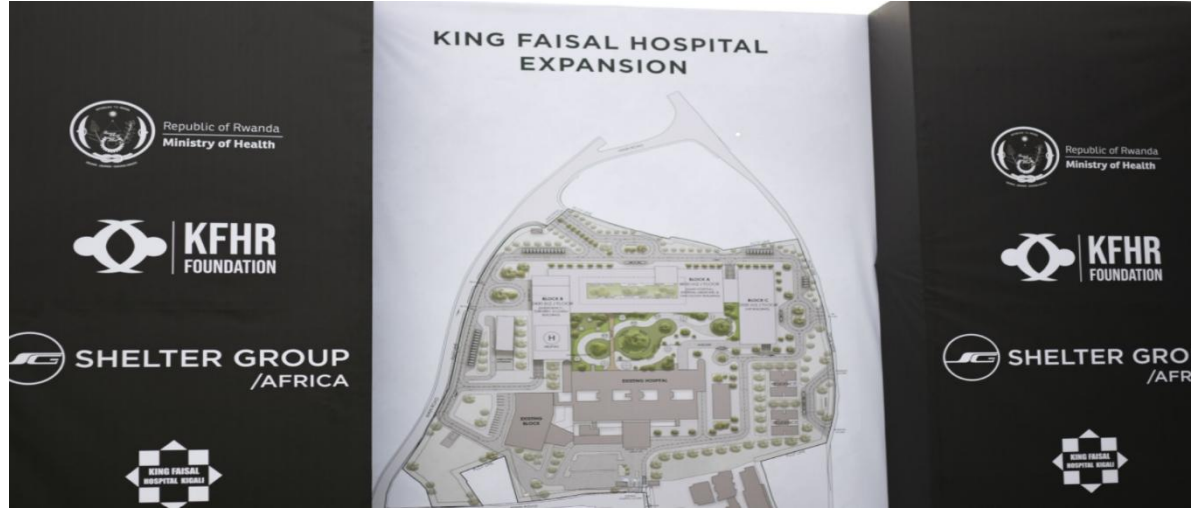 KING FAISAL HOSPITAL
EXPANSION
Republic of Rwanda
Ministry of Health
KFHR
FOUNDATION
SHELTER GROUP
/AFRICA
KING FAISAL
HOSPITAL KIGALI
BLOCK A
BLOCK C
EXISTING HOSPITAL
EXISTING
BLOCK
H
Republic of Rwanda
Ministry of Health
KFHR
FOUNDATION
SHELTER GRO
/AFR
KING FAISAL
HOSPITAL KIGALI